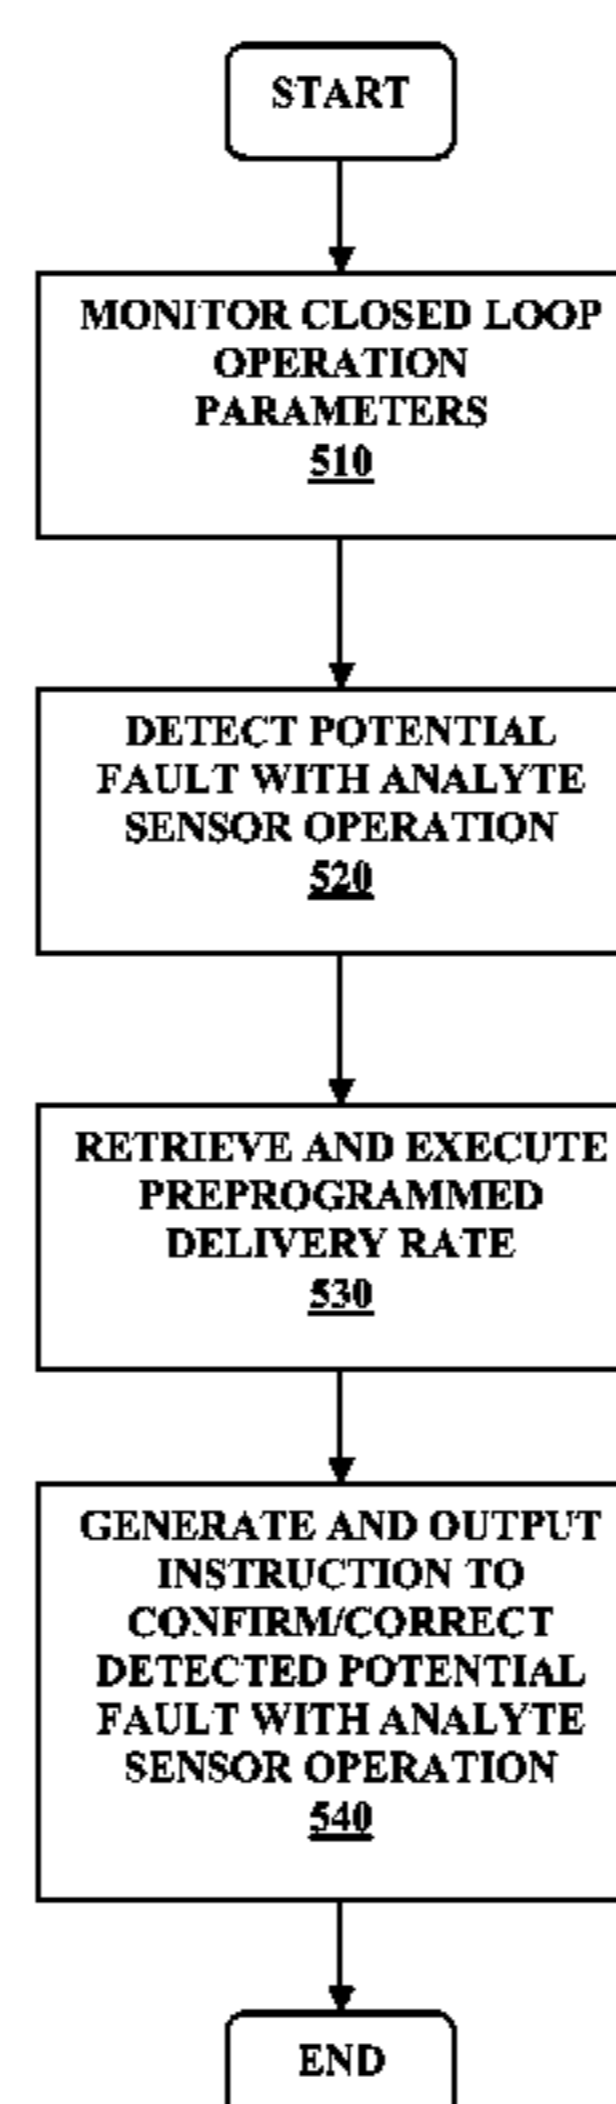 START
MONITOR CLOSED LOOP
OPERATION
PARAMETERS
510
DETECT POTENTIAL
FAULT WITH ANALYTE
SENSOR OPERATION
520
RETRIEVE AND EXECUTE
PREPROGRAMMED
DELIVERY RATE
530
GENERATE AND OUTPUT
INSTRUCTION TO
CONFIRM/CORRECT
DETECTED POTENTIAL
FAULT WITH ANALYTE
SENSOR OPERATION
540
END